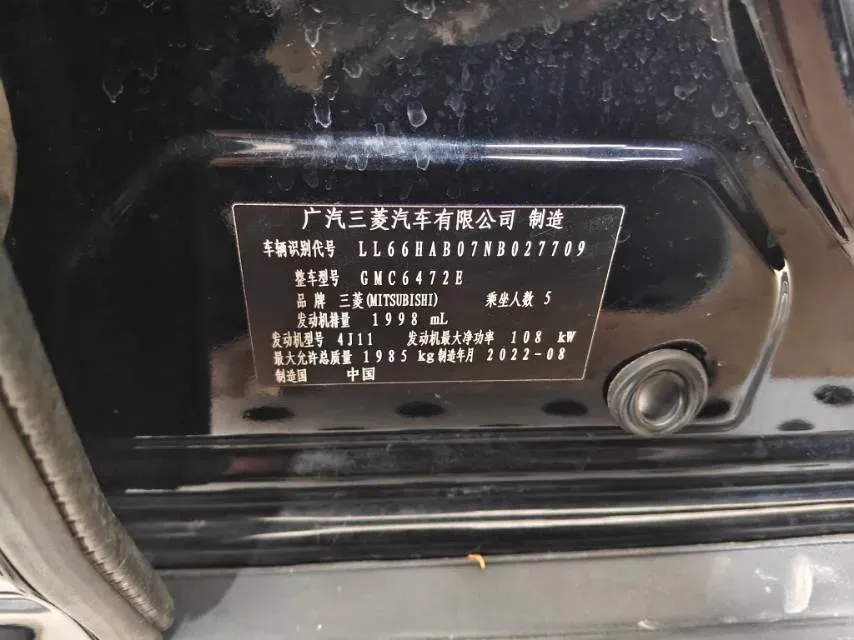 广汽三菱汽车有限公司 制造
车辆识别代号 LL66HAB07NB027709
整车型号 GMC6472E
品 牌 三菱(MITSUBISHI) 乘坐人数 5
发动机排量 1998 mL
发动机型号 4J11 发动机最大净功率 108 kW
最大允许总质量 1985 kg 制造年月 2022-08
制造国 中国